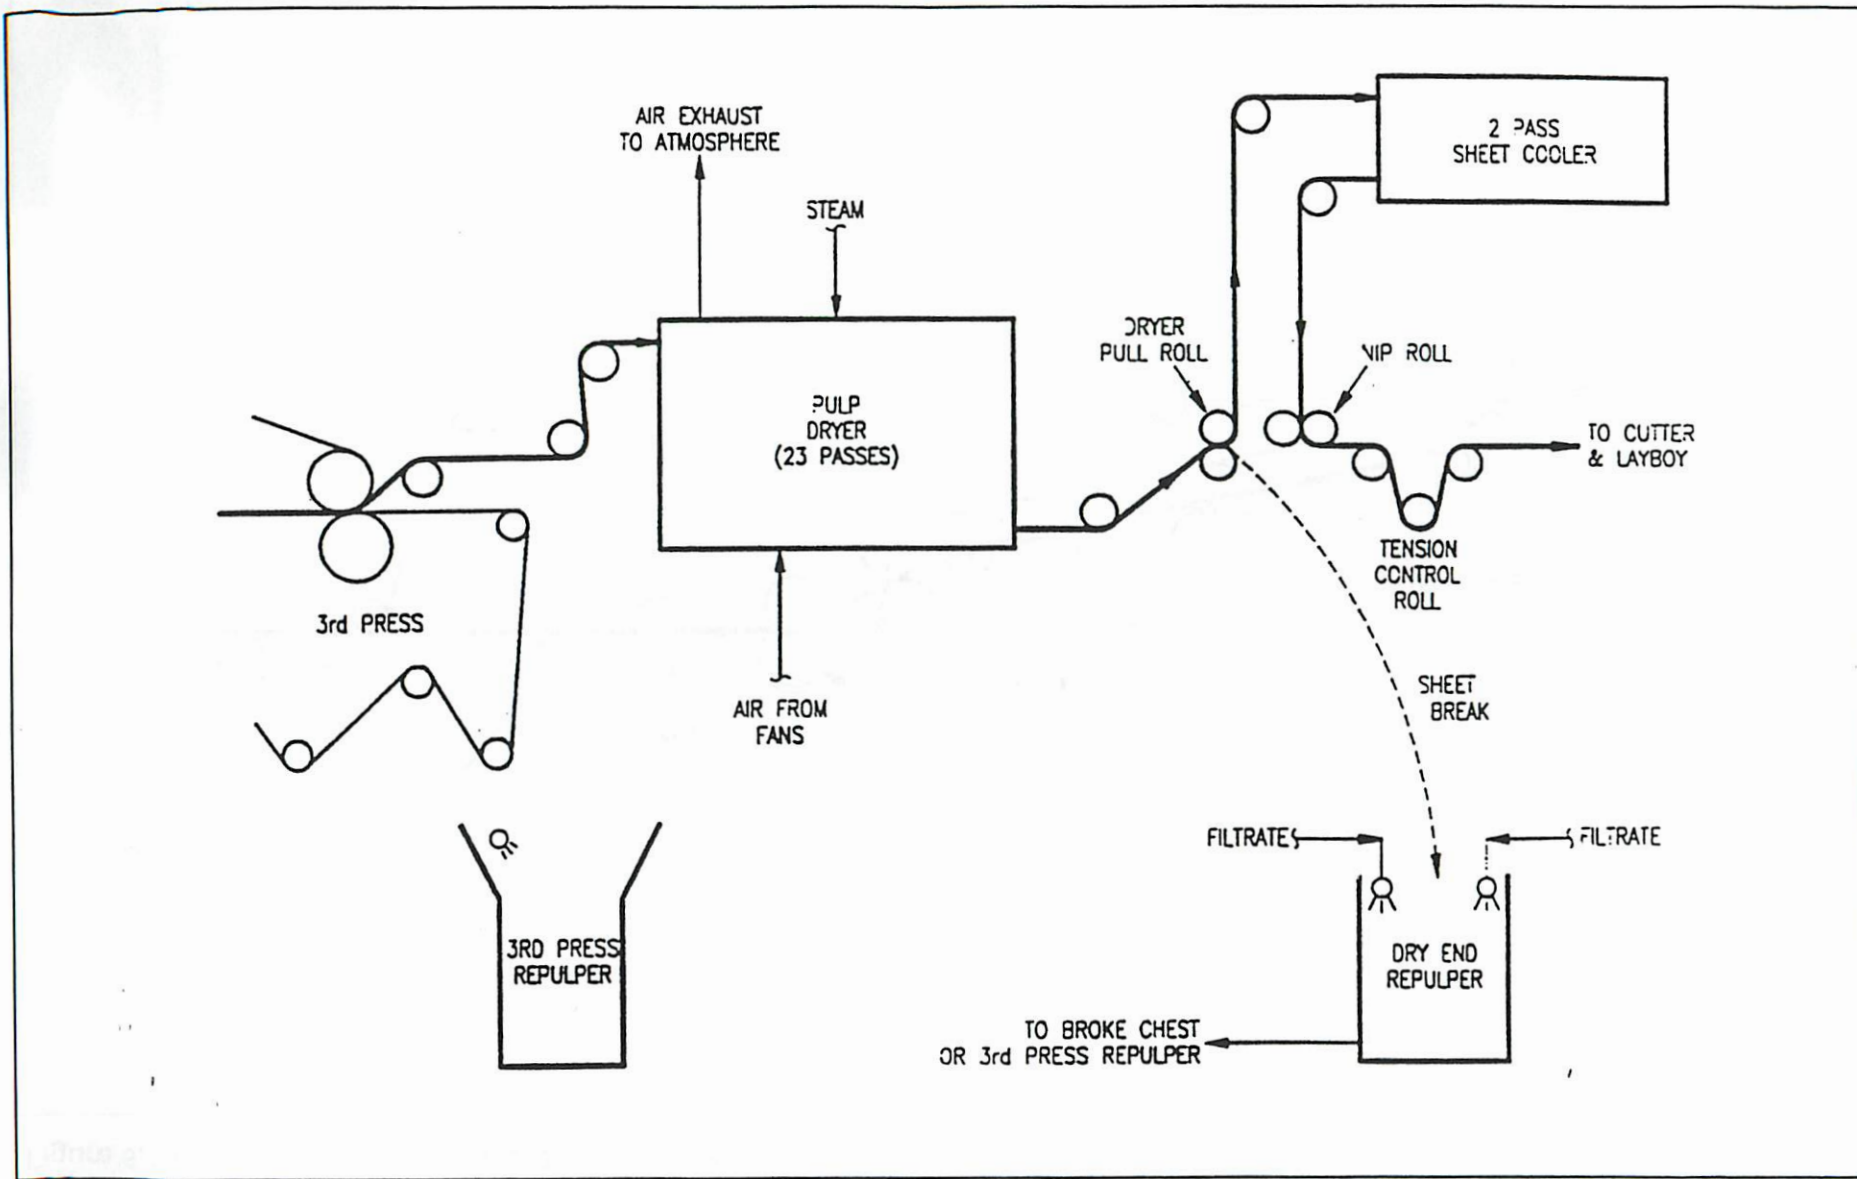 AIR EXHAUST
TO ATMOSPHERE
STEAM
2 PASS
SHEET COOLER
DRYER
PULL ROLL
NIP ROLL
PULP
DRYER
(23 PASSES)
TO CUTTER
& LAYBOY
TENSION
CONTROL
ROLL
3rd PRESS
AIR FROM
FANS
SHEET
BREAK
FILTRATE
FILTRATE
3RD PRESS
REPULPER
DRY END
REPULPER
TO BROKE CHEST
OR 3rd PRESS REPULPER